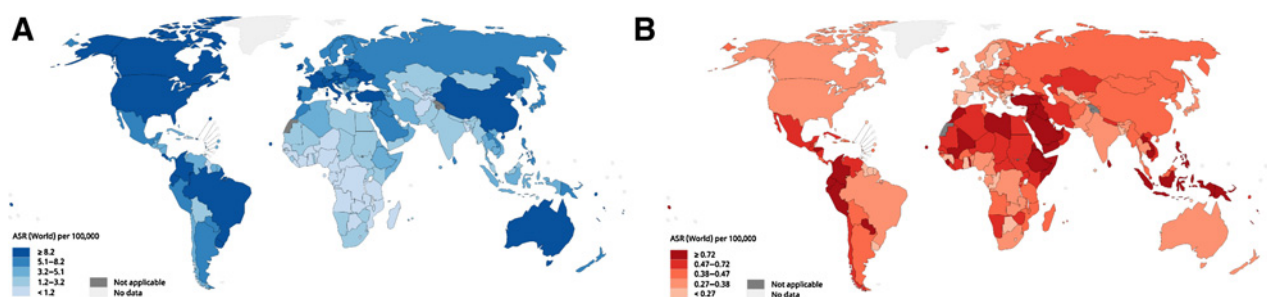 A
ASR (World) per 100,000
≥ 8.2
5.1–8.2
3.2–5.1
1.2–3.2
< 1.2
Not applicable
No data
B
ASR (World) per 100,000
≥ 0.72
0.47–0.72
0.38–0.47
0.27–0.38
< 0.27
Not applicable
No data